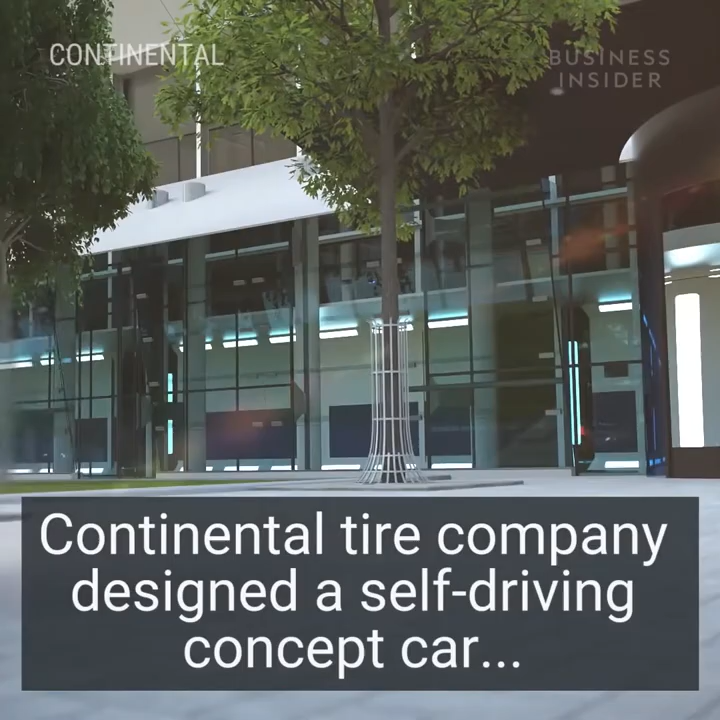 CONTINENTAL
BUSINESS
INSIDER
Continental tire company
designed a self-driving
concept car...